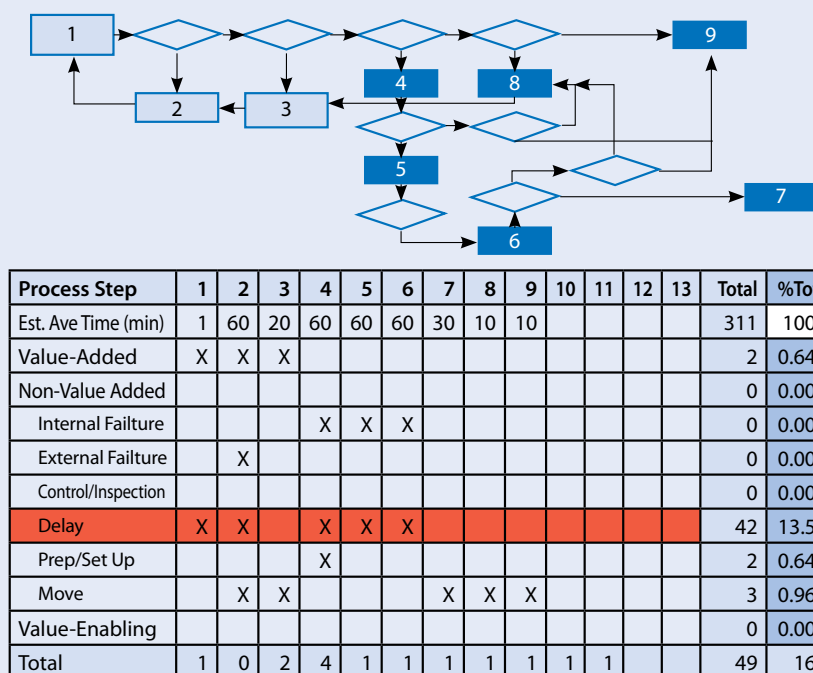 1
9
4
8
2
3
5
7
6
Process Step 1 2 3 4 5 6 7 8 9 10 11 12 13 Total %To
Est. Ave Time (min) 1 60 20 60 60 60 30 10 10 311 100
Value-Added X X X 2 0.64
Non-Value Added 0 0.00
Internal Failture X X X 0 0.00
External Failture X 0 0.00
Control/Inspection 0 0.00
Delay X X X X X 42 13.5
Prep/Set Up X 2 0.64
Move X X X X X 3 0.96
Value-Enabling 0 0.00
Total 1 0 2 4 1 1 1 1 1 1 1 49 16